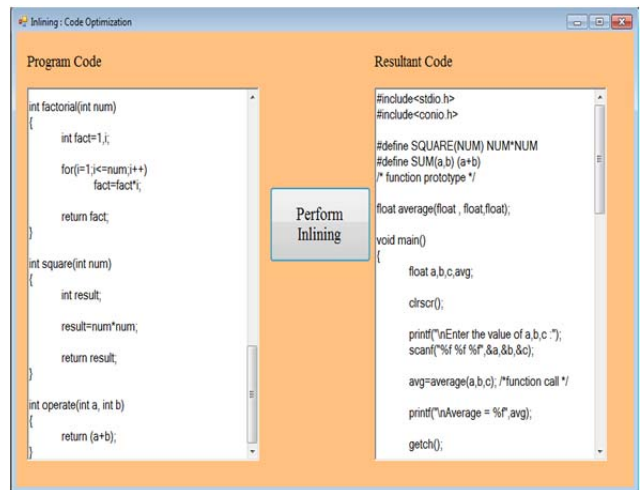 Inlining : Code Optimization
Program Code
int factorial(int num)
{
int fact=1,i;
for(i=1;i<=num;i++)
fact=fact*i;
return fact;
}
int square(int num)
{
int result;
result=num*num;
return result;
}
int operate(int a, int b)
{
return (a+b);
}
Perform
Inlining
Resultant Code
#include<stdio.h>
#include<conio.h>
#define SQUARE(NUM) NUM*NUM
#define SUM(a,b) (a+b)
/* function prototype */
float average(float , float,float);
void main()
{
float a,b,c,avg;
clrscr();
printf("\nEnter the value of a,b,c :");
scanf("%f %f %f",&a,&b,&c);
avg=average(a,b,c); /*function call */
printf("\nAverage = %f",avg);
getch();